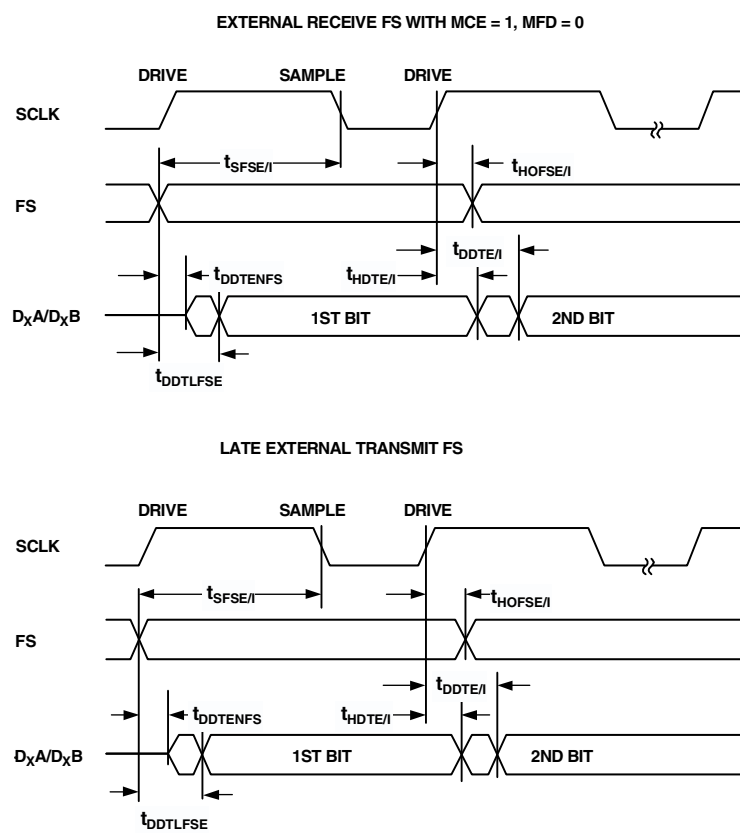 EXTERNAL RECEIVE FS WITH MCE = 1, MFD = 0
DRIVE SAMPLE DRIVE
SCLK
tSFSE/I tHOFSE/I
FS
tDDTE/I
tDDTENFS tHDTE/I
DXA/DXB 1ST BIT 2ND BIT
tDDTLFSE
LATE EXTERNAL TRANSMIT FS
DRIVE SAMPLE DRIVE
SCLK
tSFSE/I tHOFSE/I
FS
tDDTE/I
tDDTENFS tHDTE/I
DXA/DXB 1ST BIT 2ND BIT
tDDTLFSE